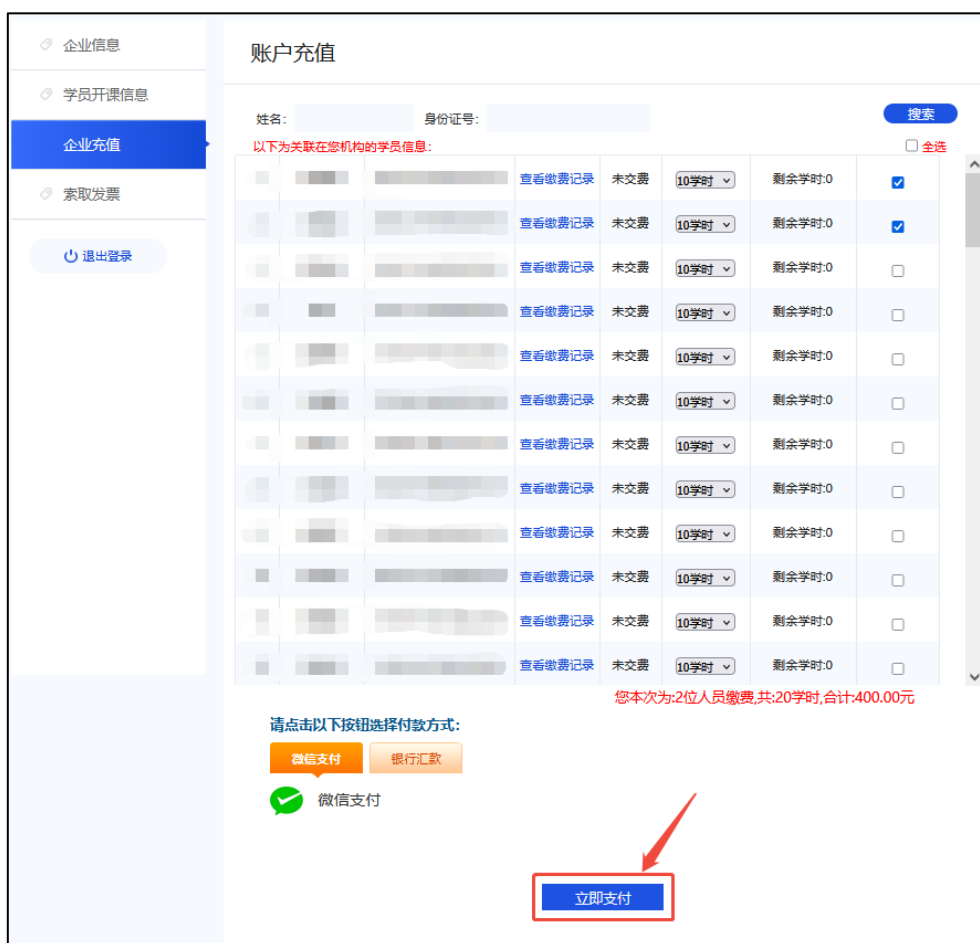 企业信息
学员开课信息
企业充值
索取发票
退出登录
账户充值
姓名: 身份证号: 搜索
以下为关联在您机构的学员信息: 全选
查看缴费记录 未交费 10学时 剩余学时:0
查看缴费记录 未交费 10学时 剩余学时:0
查看缴费记录 未交费 10学时 剩余学时:0
查看缴费记录 未交费 10学时 剩余学时:0
查看缴费记录 未交费 10学时 剩余学时:0
查看缴费记录 未交费 10学时 剩余学时:0
查看缴费记录 未交费 10学时 剩余学时:0
查看缴费记录 未交费 10学时 剩余学时:0
查看缴费记录 未交费 10学时 剩余学时:0
查看缴费记录 未交费 10学时 剩余学时:0
查看缴费记录 未交费 10学时 剩余学时:0
查看缴费记录 未交费 10学时 剩余学时:0
您本次为:2位人员缴费,共:20学时,合计:400.00元
请点击以下按钮选择付款方式:
微信支付 银行汇款
微信支付
立即支付